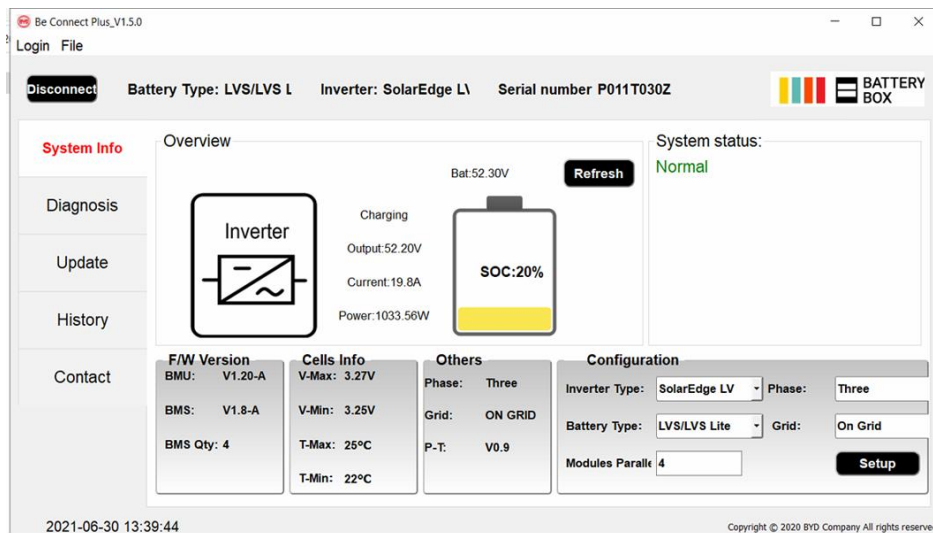 Be Connect Plus_V1.5.0
Login File
Disconnect Battery Type: LVS/LVS L Inverter: SolarEdge L\ Serial number P011T030Z
BATTERY
BOX
System Info
Diagnosis
Update
History
Contact
Overview
Bat:52.30V
Refresh
Inverter
Charging
Output:52.20V
Current:19.8A
Power:1033.56W
SOC:20%
System status:
Normal
F/W Version
BMU: V1.20-A
BMS: V1.8-A
BMS Qty: 4
Cells Info
V-Max: 3.27V
V-Min: 3.25V
T-Max: 25°C
T-Min: 22°C
Others
Phase: Three
Grid: ON GRID
P-T: V0.9
Configuration
Inverter Type: SolarEdge LV Phase: Three
Battery Type: LVS/LVS Lite Grid: On Grid
Modules Paralle 4 Setup
2021-06-30 13:39:44
Copyright © 2020 BYD Company All rights reserve